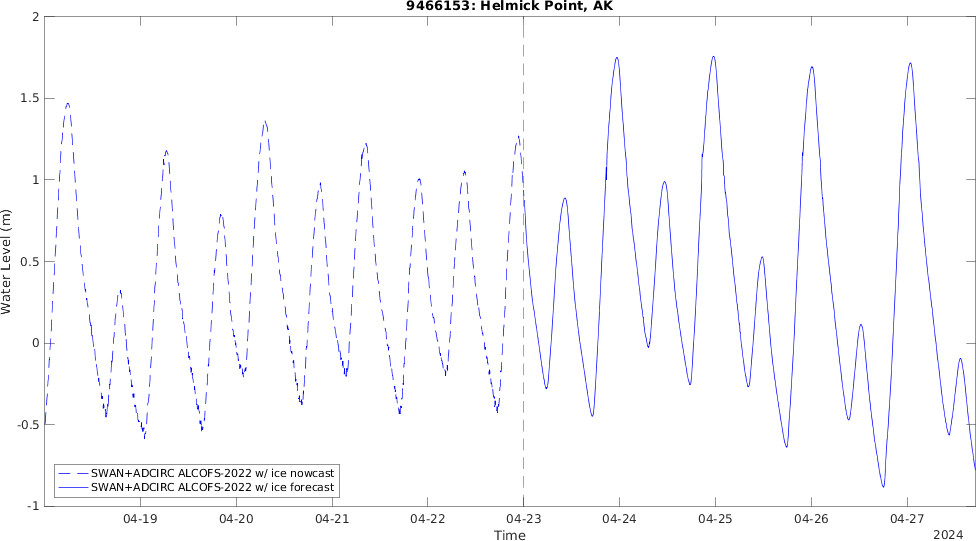 9466153: Helmick Point, AK
2
1.5
1
0.5
0
-0.5
-1
Water Level (m)
SWAN+ADCIRC ALCOFS-2022 w/ ice nowcast
SWAN+ADCIRC ALCOFS-2022 w/ ice forecast
04-19 04-20 04-21 04-22 04-23 04-24 04-25 04-26 04-27
Time
2024